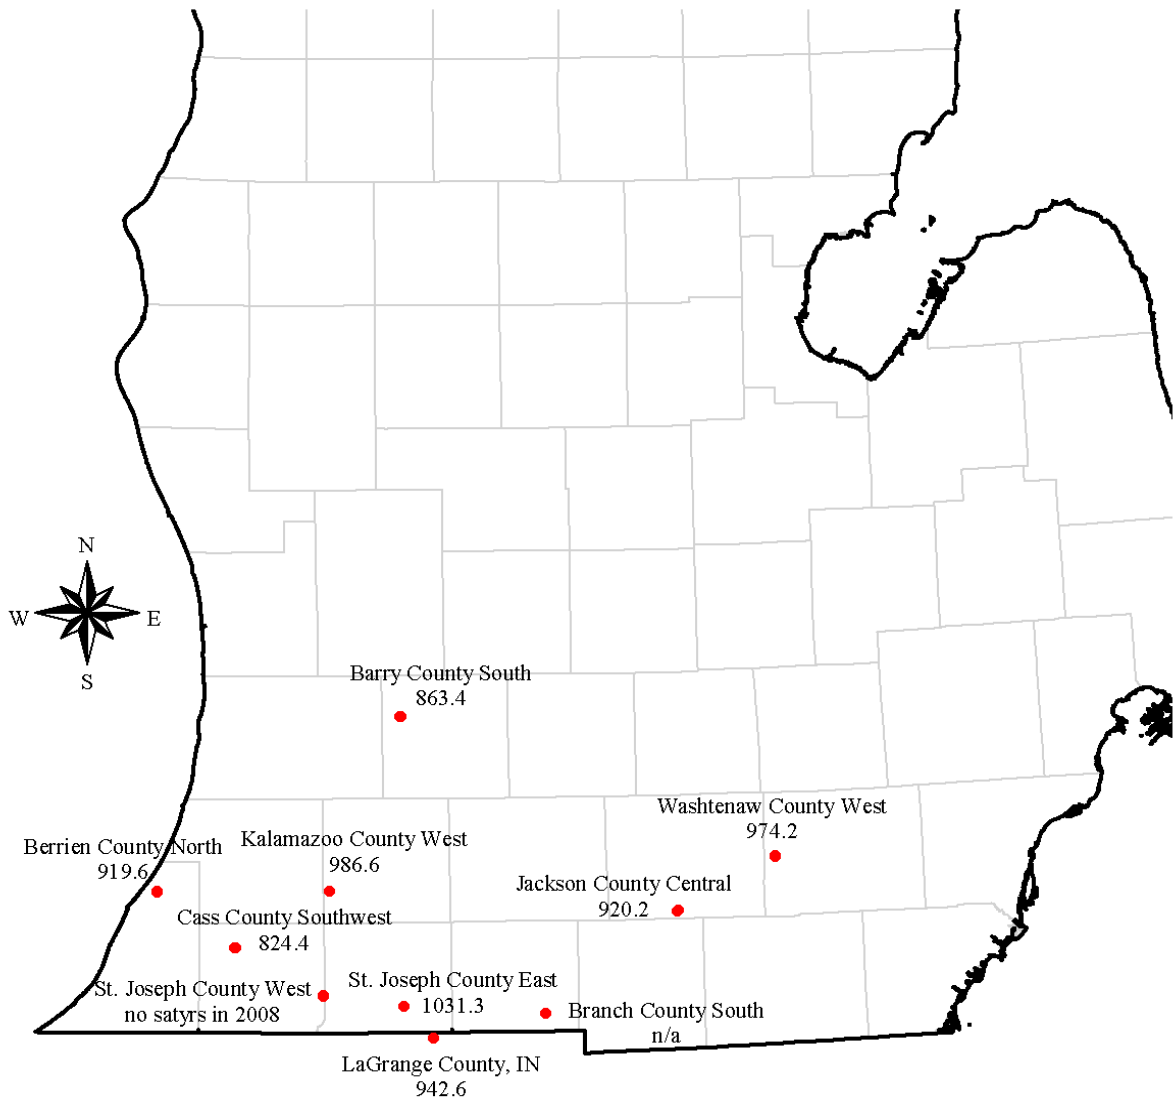 N
W
E
S
Barry County South
863.4
Washtenaw County West
974.2
Berrien County North
919.6
Kalamazoo County West
986.6
Jackson County Central
920.2
Cass County Southwest
824.4
St. Joseph County West
no satyrs in 2008
St. Joseph County East
1031.3
Branch County South
n/a
LaGrange County, IN
942.6